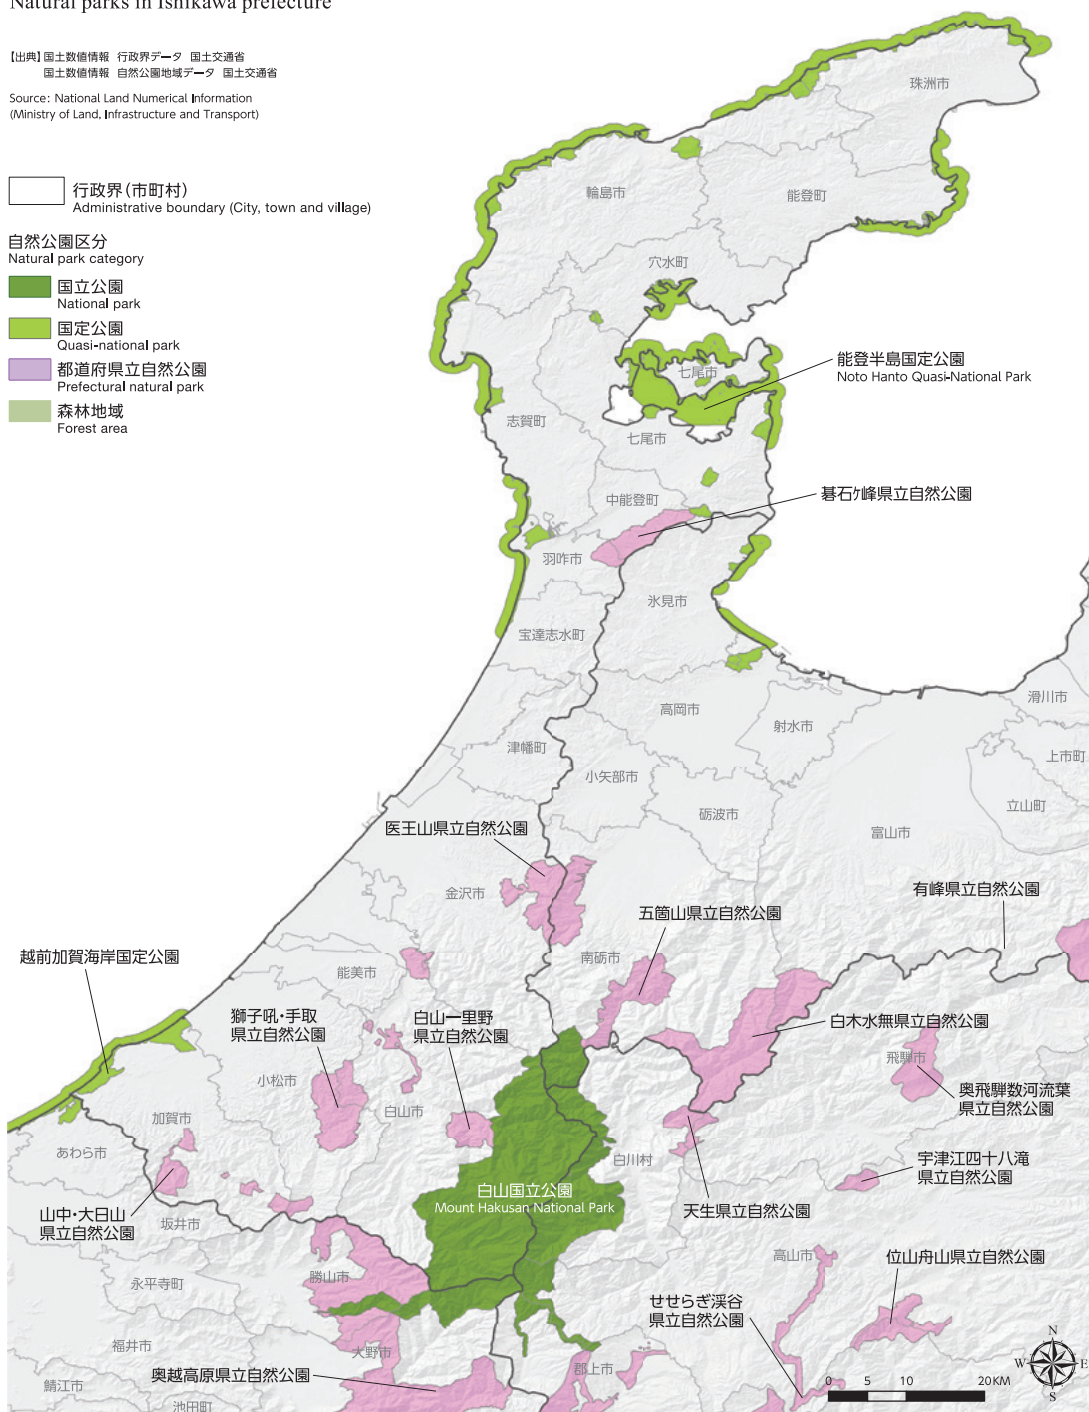 Natural parks in Ishikawa prefecture
【出典】国土数値情報 行政界データ 国土交通省
国土数値情報 自然公園地域データ 国土交通省
Source: National Land Numerical Information
(Ministry of Land, Infrastructure and Transport)
行政界（市町村）
Administrative boundary (City, town and village)
自然公園区分
Natural park category
国立公園
National park
国定公園
Quasi-national park
都道府県立自然公園
Prefectural natural park
森林地域
Forest area
珠洲市
輪島市
能登町
穴水町
能登半島国定公園
Noto Hanto Quasi-National Park
七尾市
志賀町
七尾市
中能登町
碁石ケ峰県立自然公園
羽咋市
氷見市
宝達志水町
滑川市
高岡市
射水市
津幡町
上市町
小矢部市
立山町
砺波市
富山市
医王山県立自然公園
金沢市
有峰県立自然公園
五箇山県立自然公園
越前加賀海岸国定公園
南砺市
能美市
獅子吼・手取
県立自然公園
白山一里野
県立自然公園
白木水無県立自然公園
飛騨市
小松市
奥飛騨数河流葉
県立自然公園
白山市
加賀市
あわら市
白川村
宇津江四十八滝
県立自然公園
白山国立公園
Mount Hakusan National Park
山中・大日山
県立自然公園
天生県立自然公園
坂井市
高山市
位山舟山県立自然公園
永平寺町
勝山市
せせらぎ渓谷
県立自然公園
福井市
大野市
郡上市
奥越高原県立自然公園
鯖江市
池田町
N
W
E
S
0 5 10 20KM